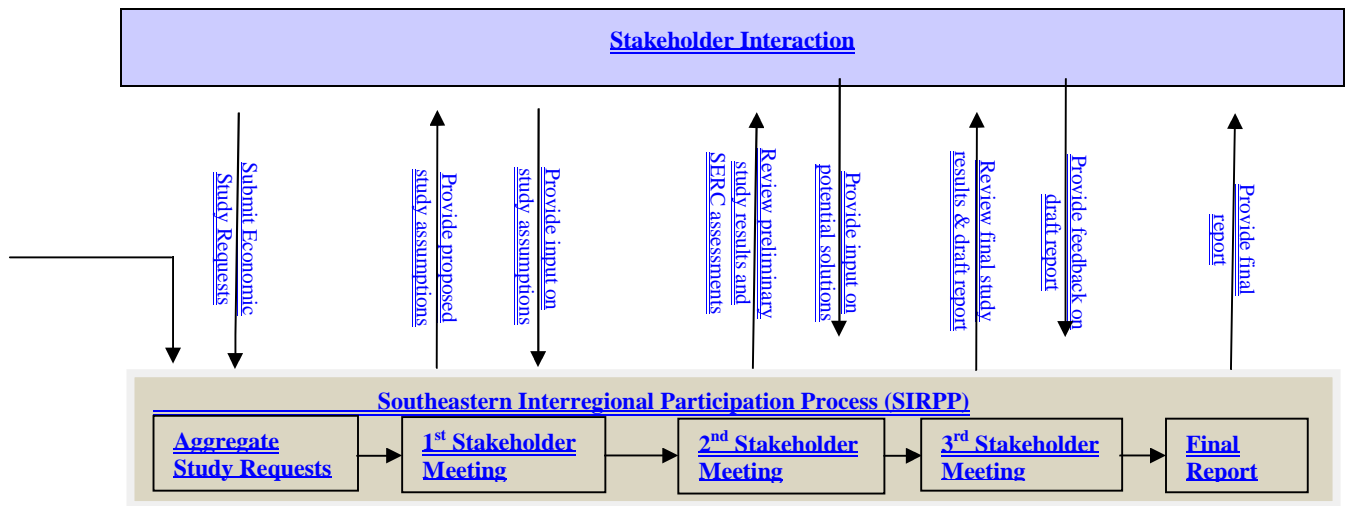 Stakeholder Interaction
Submit Economic
Study Requests
Provide proposed
study assumptions
Provide input on
study assumptions
Review preliminary
study results and
SERC assessments
Provide input on
potential solutions
Review final study
results & draft report
Provide feedback on
draft report
Provide final
report
Southeastern Interregional Participation Process (SIRPP)
Aggregate
Study Requests
1st Stakeholder
Meeting
2nd Stakeholder
Meeting
3rd Stakeholder
Meeting
Final
Report